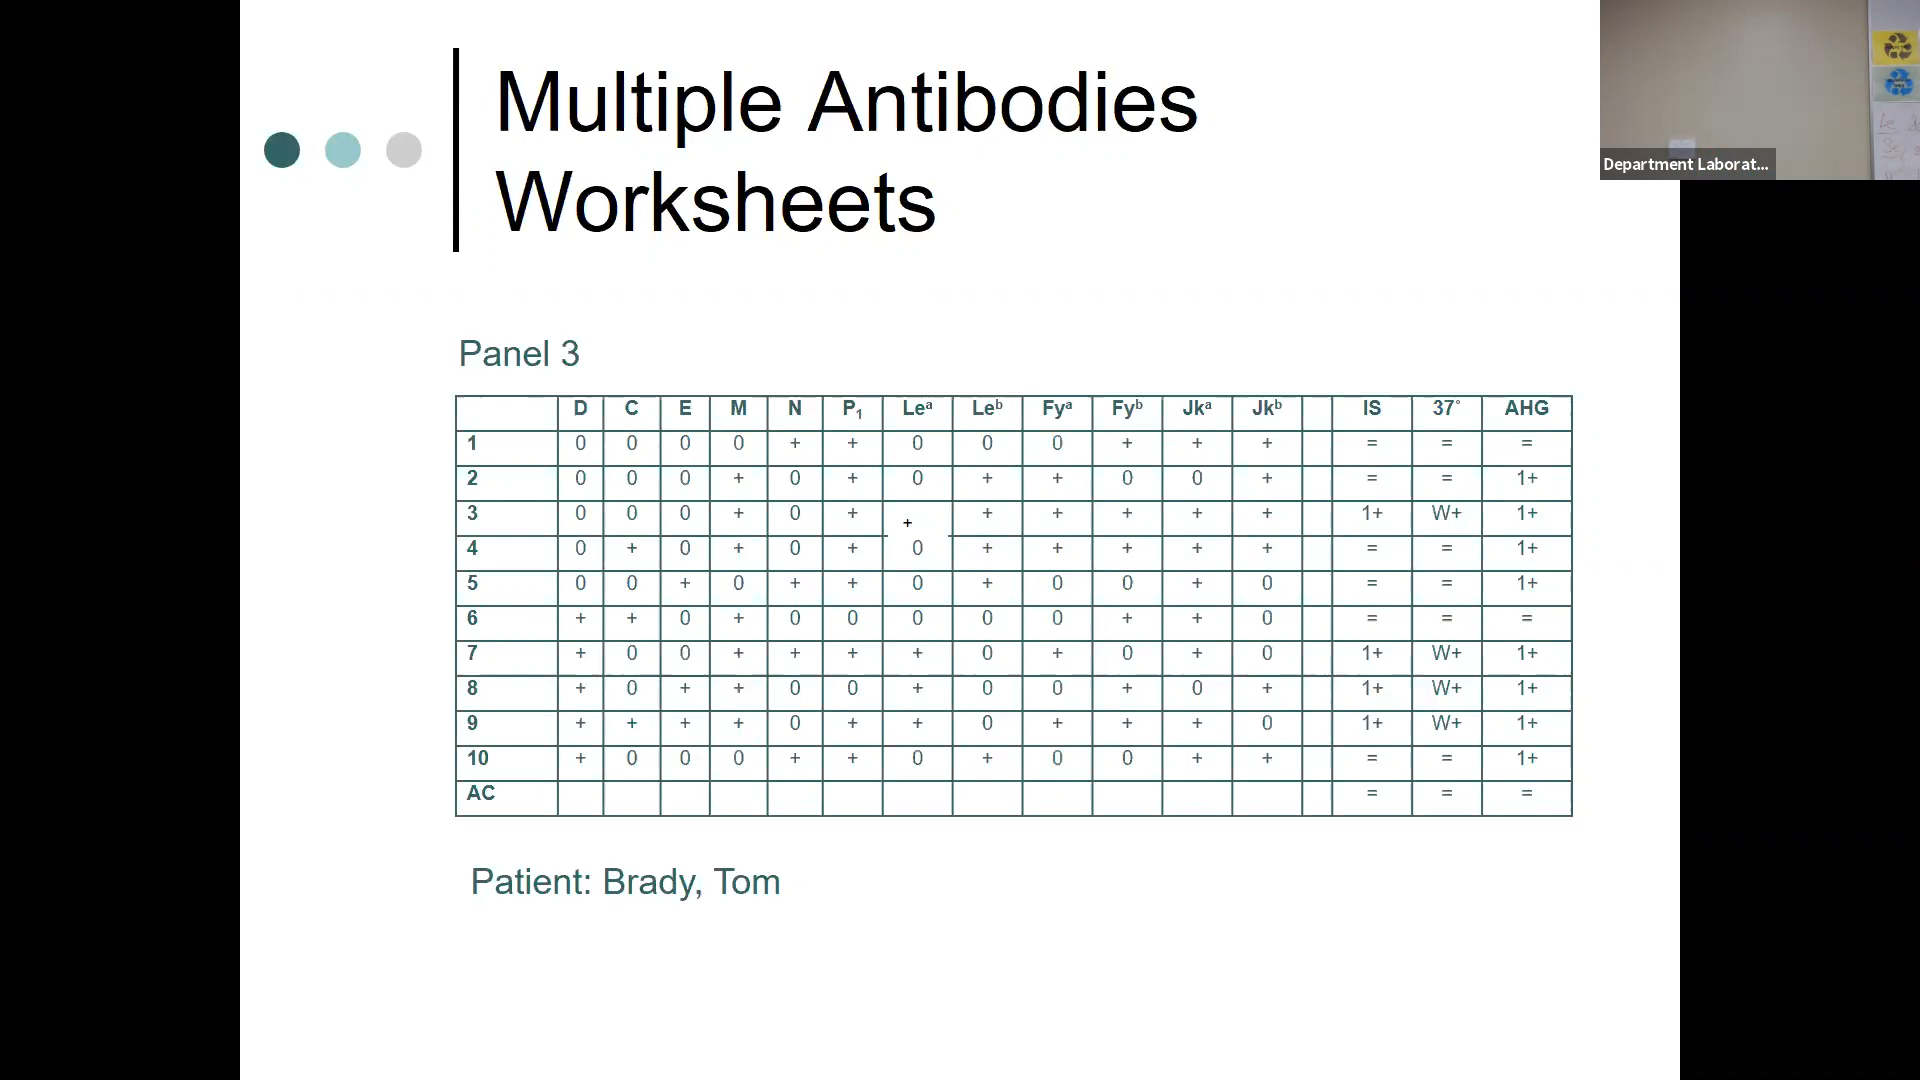 Multiple Antibodies
Worksheets
Department Laborat...
Panel 3
D C E M N P₁ Leᵃ Leᵇ Fyᵃ Fyᵇ Jkᵃ Jkᵇ IS 37˚ AHG
1 0 0 0 0 + + 0 0 0 + + + = = =
2 0 0 0 + 0 + 0 + + 0 0 + = = 1+
3 0 0 0 + 0 + + + + + + + 1+ W+ 1+
4 0 + 0 + 0 + 0 + + + + + = = 1+
5 0 0 + 0 + + 0 + 0 0 + 0 = = 1+
6 + + 0 + 0 0 0 0 0 + + 0 = = =
7 + 0 0 + + + + 0 + 0 + 0 1+ W+ 1+
8 + 0 + + 0 0 + 0 0 + 0 + 1+ W+ 1+
9 + + + + 0 + + 0 + + + 0 1+ W+ 1+
10 + 0 0 0 + + 0 + 0 0 + + = = 1+
AC = = =
Patient: Brady, Tom